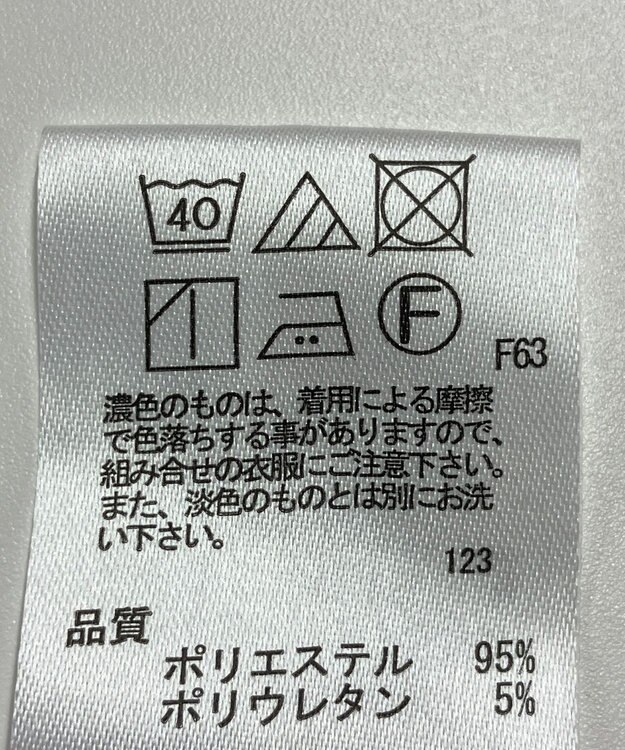 40
F
F63
濃色のものは、着用による摩擦
で色落ちする事がありますので、
組み合せの衣服にご注意下さい。
また、淡色のものとは別にお洗
い下さい。
123
品質
ポリエステル 95%
ポリウレタン 5%